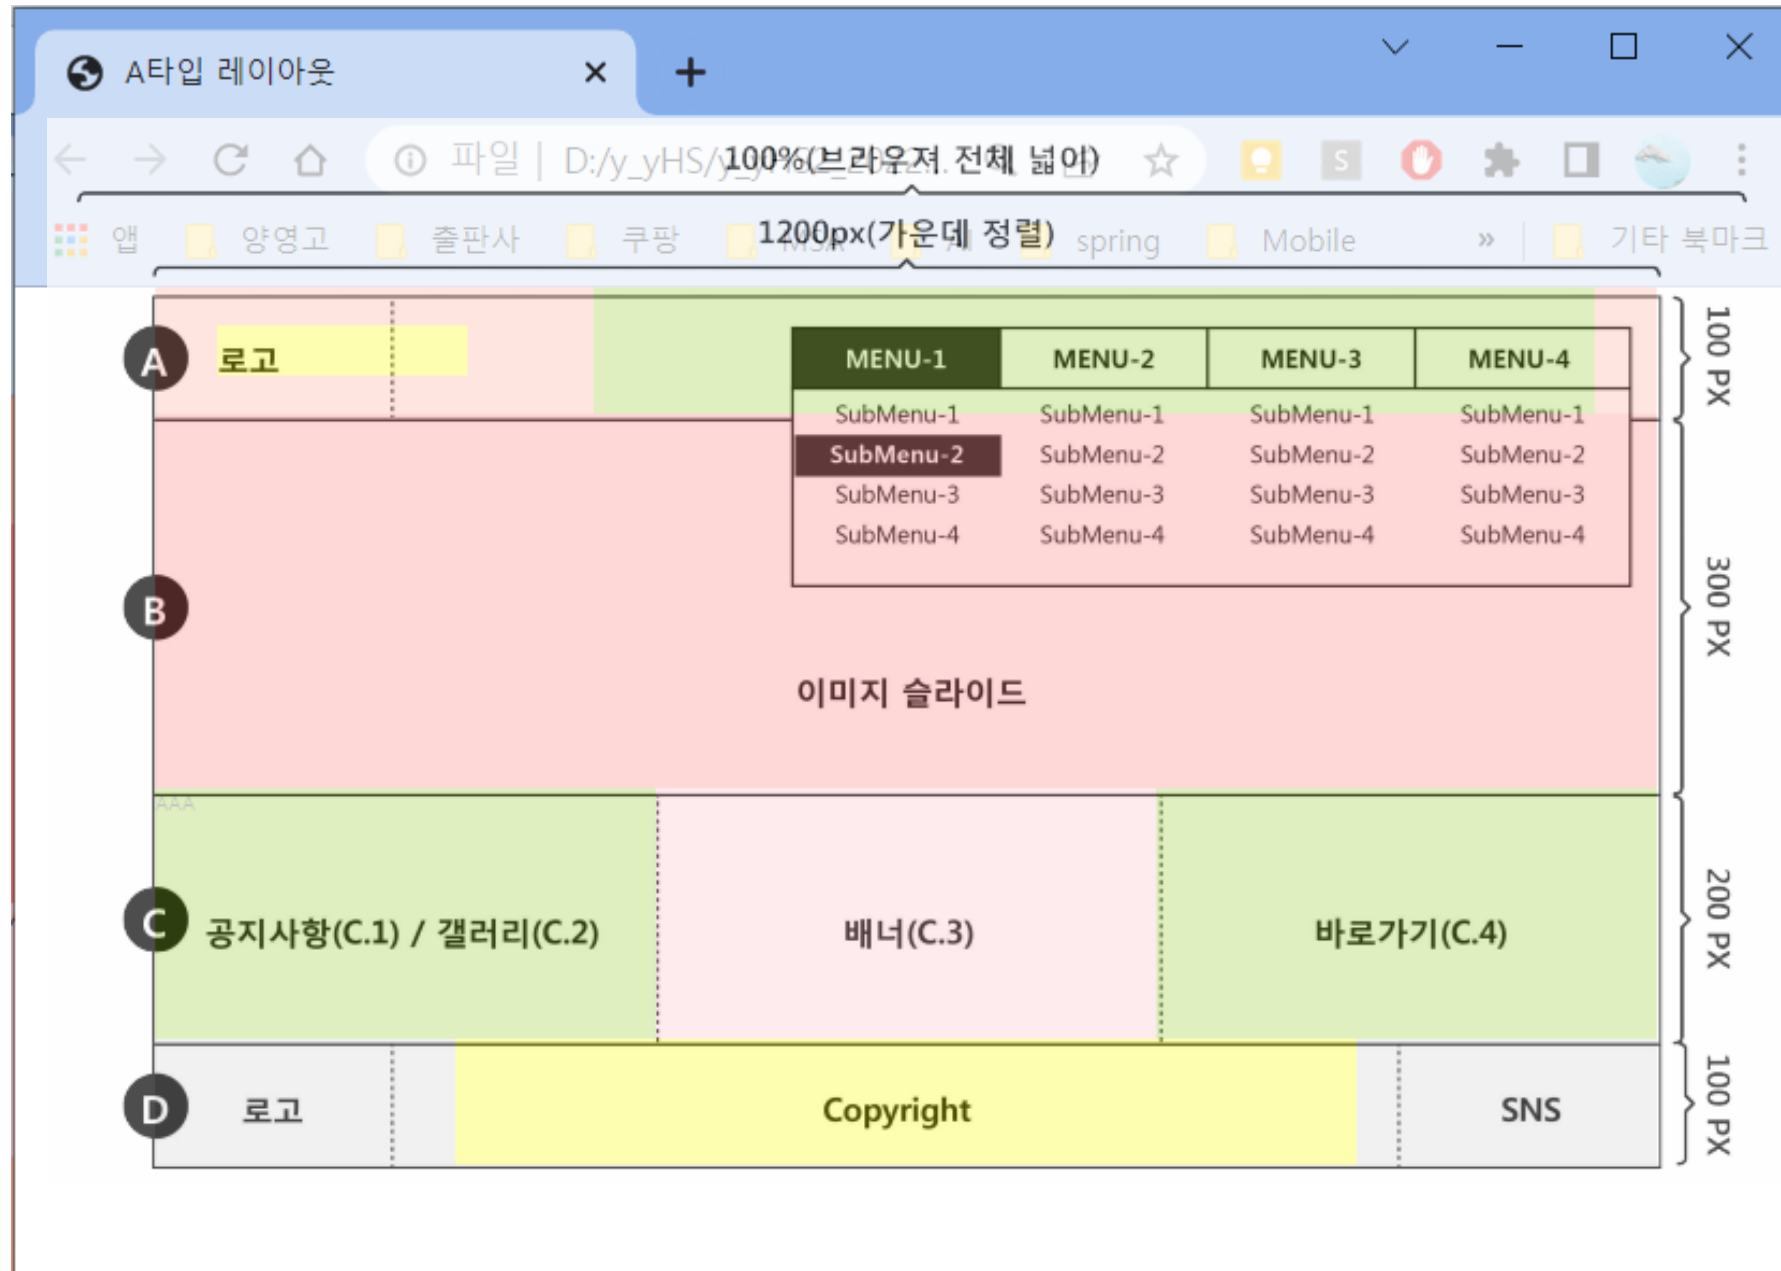 A타입 레이아웃
파일 | D:/y_yHS/y_
100%(브라우져 전체 넓이)
앱 양영고 출판사 쿠팡 AI spring Mobile » 기타 북마크
1200px(가운데 정렬)
A 로고 MENU-1 MENU-2 MENU-3 MENU-4 100 PX
SubMenu-1 SubMenu-1 SubMenu-1 SubMenu-1
SubMenu-2 SubMenu-2 SubMenu-2 SubMenu-2
SubMenu-3 SubMenu-3 SubMenu-3 SubMenu-3
SubMenu-4 SubMenu-4 SubMenu-4 SubMenu-4
B 300 PX
이미지 슬라이드
AAA
C 공지사항(C.1) / 갤러리(C.2) 배너(C.3) 바로가기(C.4) 200 PX
D 로고 Copyright SNS 100 PX